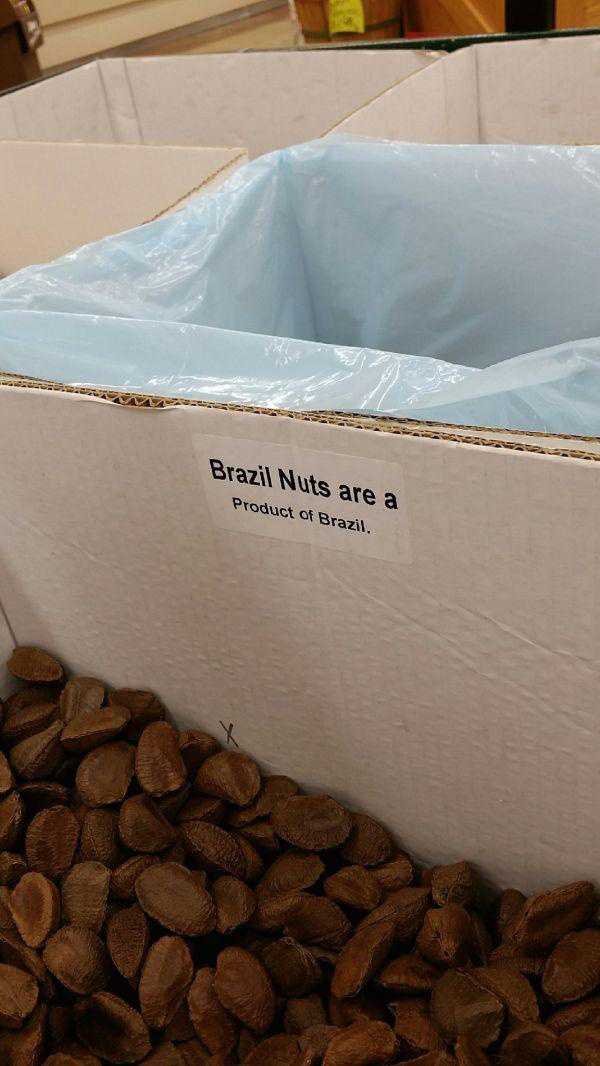 Brazil Nuts are a
Product of Brazil.
X